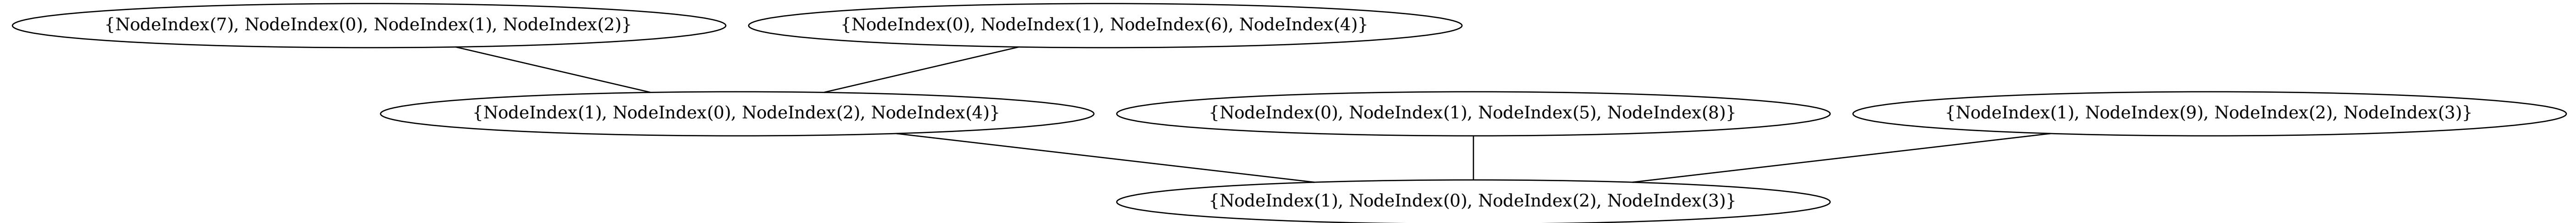 {NodeIndex(7), NodeIndex(0), NodeIndex(1), NodeIndex(2)}
{NodeIndex(0), NodeIndex(1), NodeIndex(6), NodeIndex(4)}
{NodeIndex(1), NodeIndex(0), NodeIndex(2), NodeIndex(4)}
{NodeIndex(0), NodeIndex(1), NodeIndex(5), NodeIndex(8)}
{NodeIndex(1), NodeIndex(9), NodeIndex(2), NodeIndex(3)}
{NodeIndex(1), NodeIndex(0), NodeIndex(2), NodeIndex(3)}